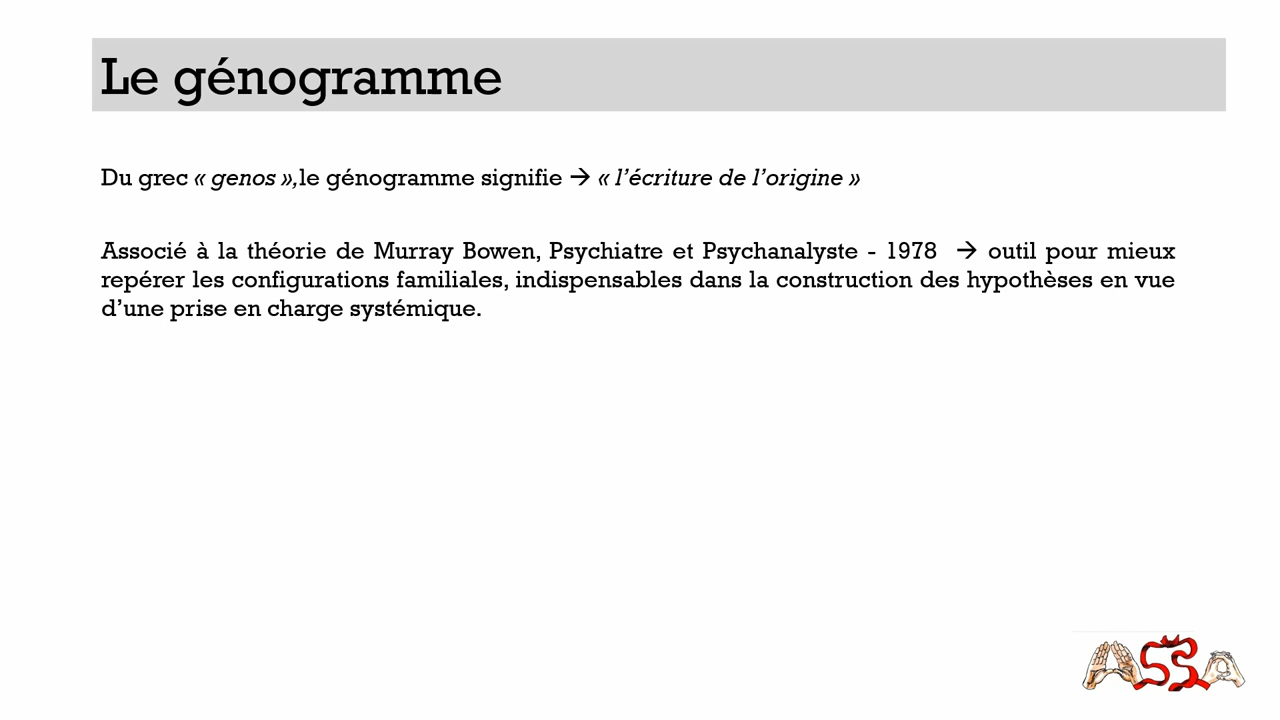 Le génogramme
Du grec « genos »,le génogramme signifie → « l’écriture de l’origine »
Associé à la théorie de Murray Bowen, Psychiatre et Psychanalyste - 1978 → outil pour mieux
repérer les configurations familiales, indispensables dans la construction des hypothèses en vue
d’une prise en charge systémique.